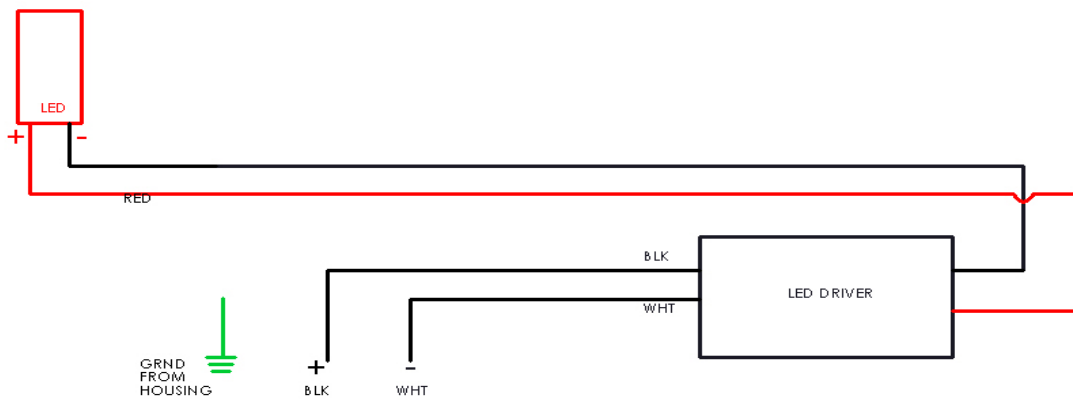 LED
+ -
RED
BLK
LED DRIVER
WHT
GRND
FROM
HOUSING
+ -
BLK WHT